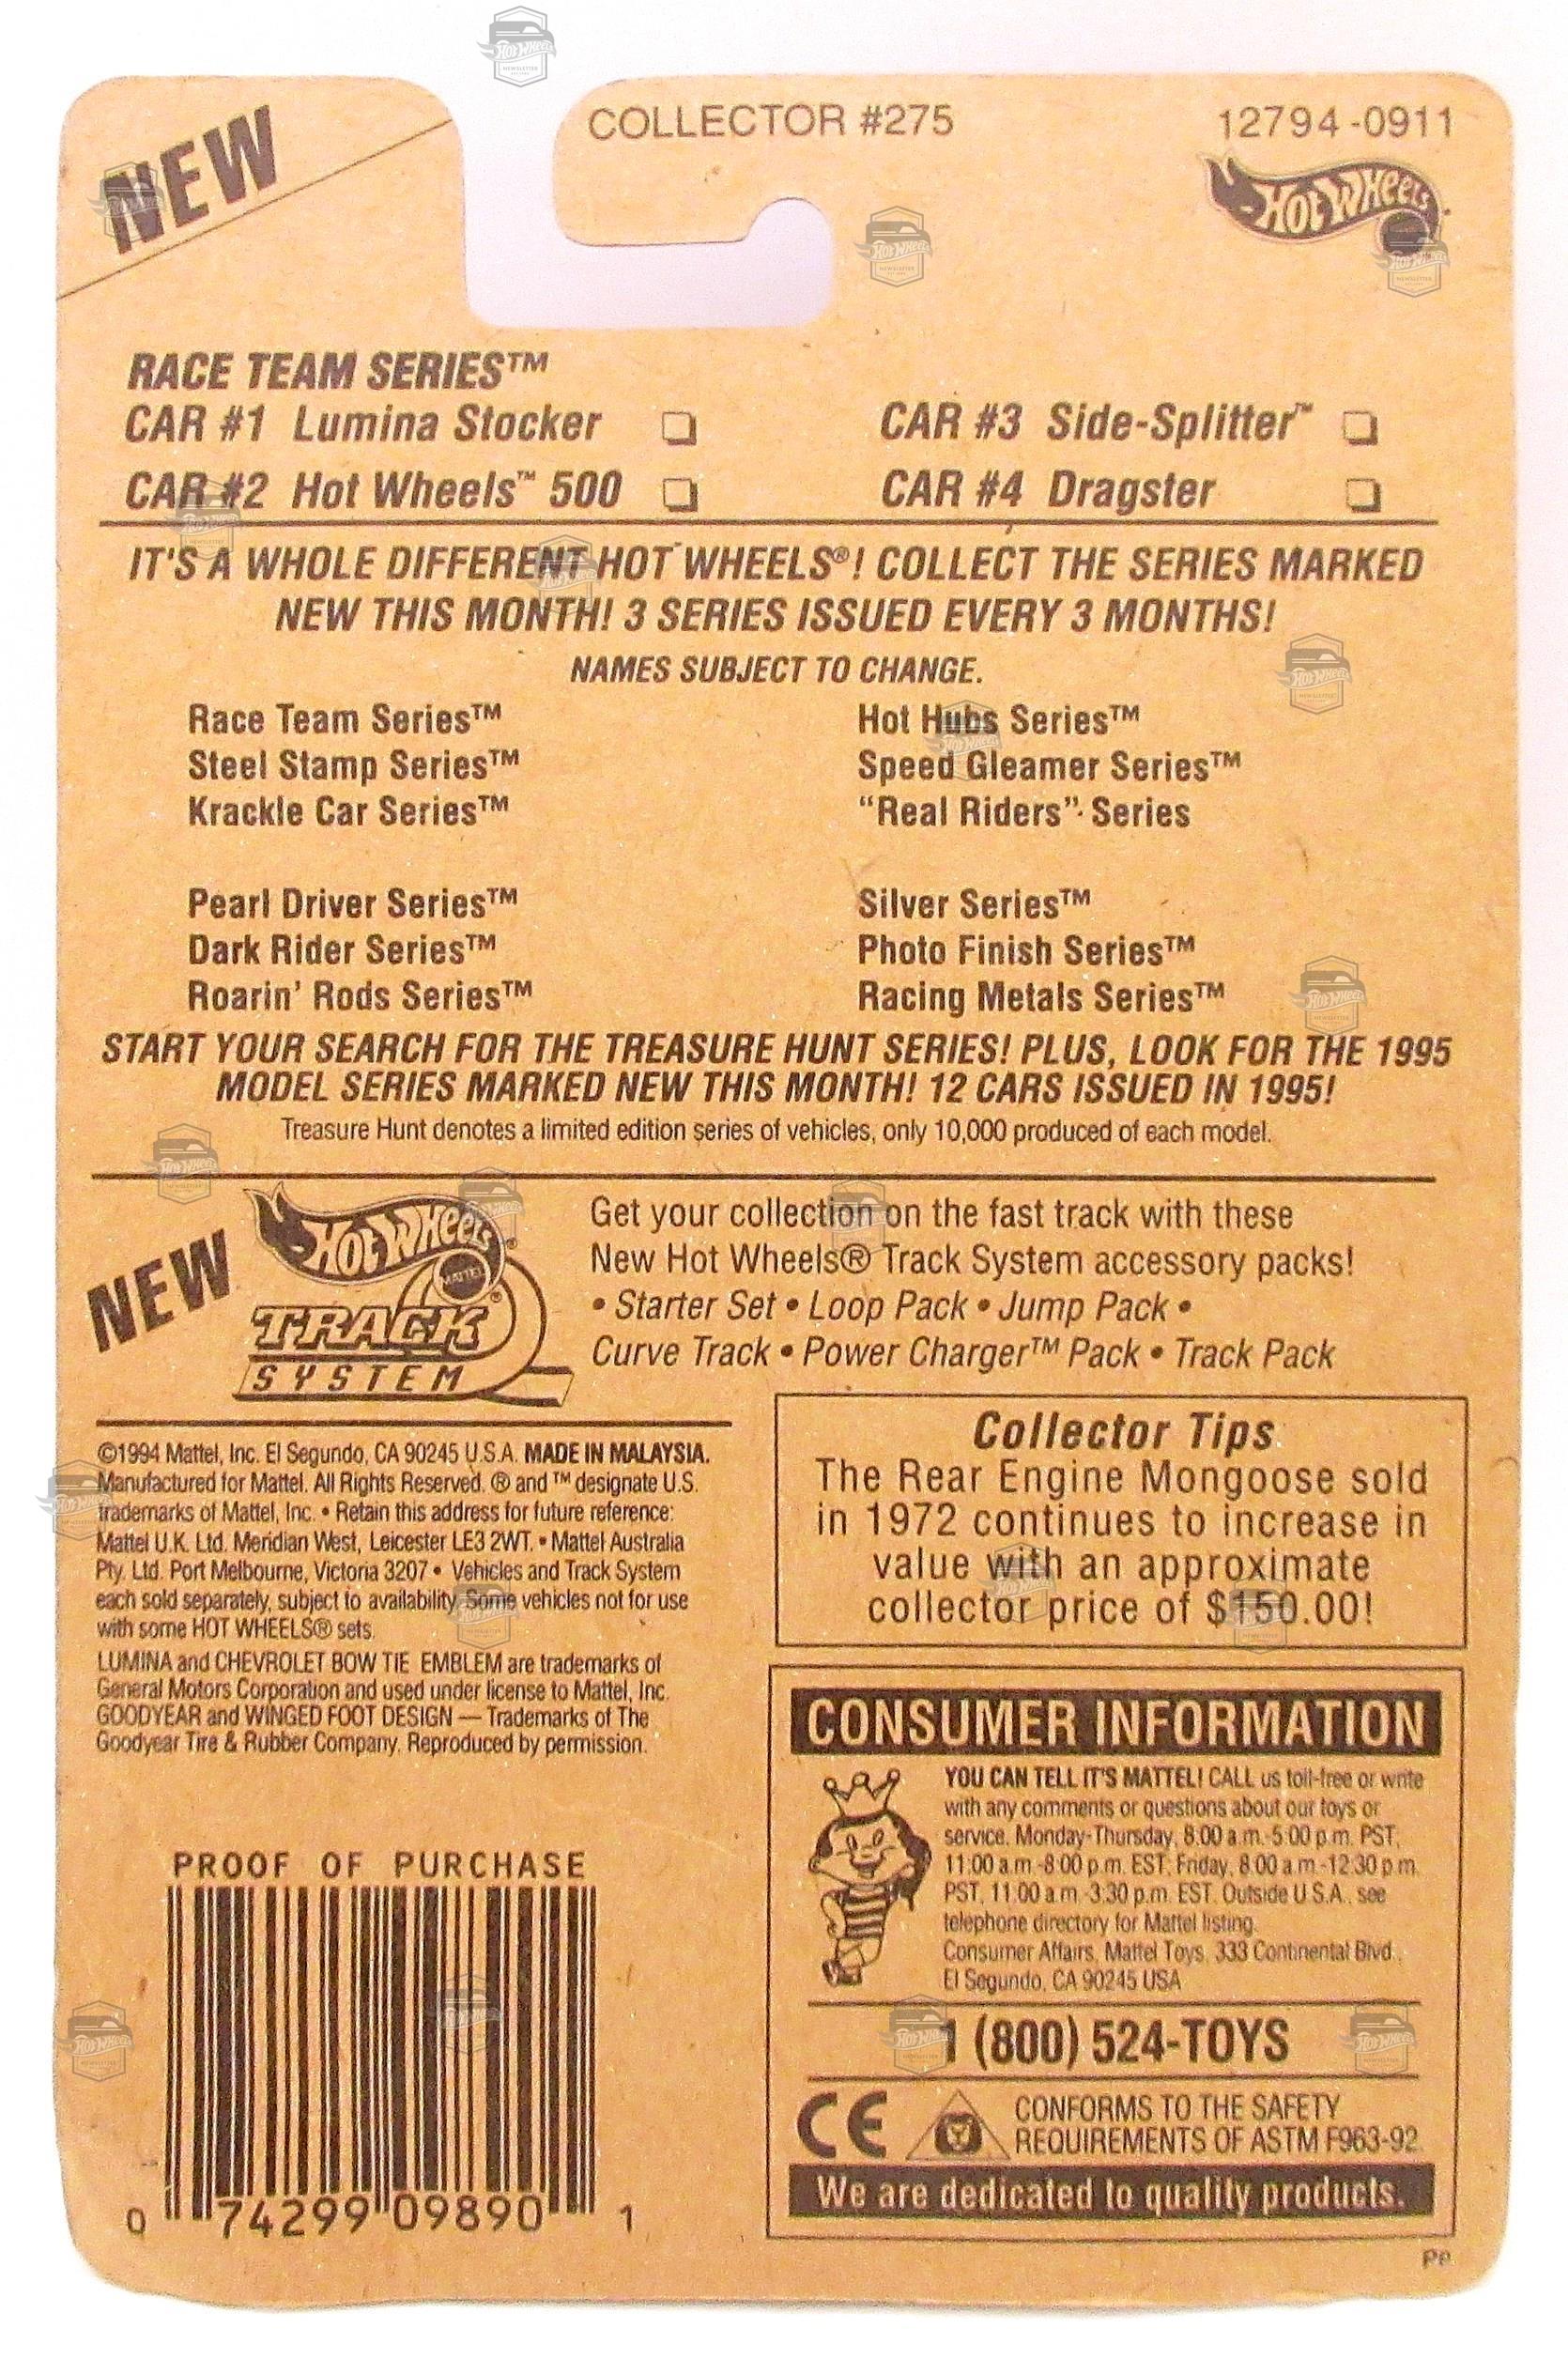 NEW
COLLECTOR #275
12794-0911
HOT WHEELS
RACE TEAM SERIES™
CAR #1 Lumina Stocker ❏
CAR #3 Side-Splitter™ ❏
CAR #2 Hot Wheels™ 500 ❏
CAR #4 Dragster ❏
IT'S A WHOLE DIFFERENT HOT WHEELS®! COLLECT THE SERIES MARKED
NEW THIS MONTH! 3 SERIES ISSUED EVERY 3 MONTHS!
NAMES SUBJECT TO CHANGE.
Race Team Series™
Steel Stamp Series™
Krackle Car Series™
Hot Hubs Series™
Speed Gleamer Series™
“Real Riders” Series
Pearl Driver Series™
Dark Rider Series™
Roarin’ Rods Series™
Silver Series™
Photo Finish Series™
Racing Metals Series™
START YOUR SEARCH FOR THE TREASURE HUNT SERIES! PLUS, LOOK FOR THE 1995
MODEL SERIES MARKED NEW THIS MONTH! 12 CARS ISSUED IN 1995!
Treasure Hunt denotes a limited edition series of vehicles, only 10,000 produced of each model.
NEW
HOT WHEELS®
MATTEL
TRACK®
SYSTEM
Get your collection on the fast track with these
New Hot Wheels® Track System accessory packs!
• Starter Set • Loop Pack • Jump Pack •
Curve Track • Power Charger™ Pack • Track Pack
©1994 Mattel, Inc. El Segundo, CA 90245 U.S.A. MADE IN MALAYSIA.
Manufactured for Mattel. All Rights Reserved. ® and ™ designate U.S.
trademarks of Mattel, Inc. • Retain this address for future reference:
Mattel U.K. Ltd. Meridian West, Leicester LE3 2WT. • Mattel Australia
Pty. Ltd. Port Melbourne, Victoria 3207 • Vehicles and Track System
each sold separately, subject to availability. Some vehicles not for use
with some HOT WHEELS® sets.
LUMINA and CHEVROLET BOW TIE EMBLEM are trademarks of
General Motors Corporation and used under license to Mattel, Inc.
GOODYEAR and WINGED FOOT DESIGN — Trademarks of The
Goodyear Tire & Rubber Company. Reproduced by permission.
Collector Tips
The Rear Engine Mongoose sold
in 1972 continues to increase in
value with an approximate
collector price of $150.00!
CONSUMER INFORMATION
YOU CAN TELL IT'S MATTEL! CALL us toll-free or write
with any comments or questions about our toys or
service. Monday-Thursday, 8:00 a.m.-5:00 p.m. PST,
11:00 a.m.-8:00 p.m. EST; Friday, 8:00 a.m.-12:30 p.m.
PST, 11:00 a.m.-3:30 p.m. EST. Outside U.S.A., see
telephone directory for Mattel listing.
Consumer Affairs, Mattel Toys, 333 Continental Blvd.,
El Segundo, CA 90245 USA
1 (800) 524-TOYS
CE
CONFORMS TO THE SAFETY
REQUIREMENTS OF ASTM F963-92.
We are dedicated to quality products.
PROOF OF PURCHASE
0 74299 09890 1
PP